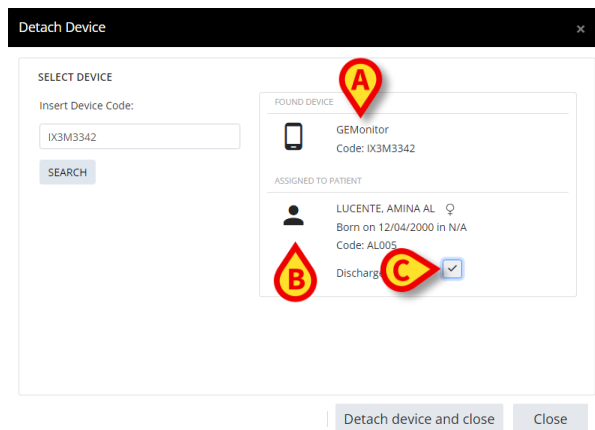 Detach Device ×
SELECT DEVICE
Insert Device Code:
IX3M3342
SEARCH
FOUND DEVICE
A
GEMonitor
Code: IX3M3342
ASSIGNED TO PATIENT
LUCENTE, AMINA AL ♀
Born on 12/04/2000 in N/A
Code: AL005
B
Discharge
C
Detach device and close
Close